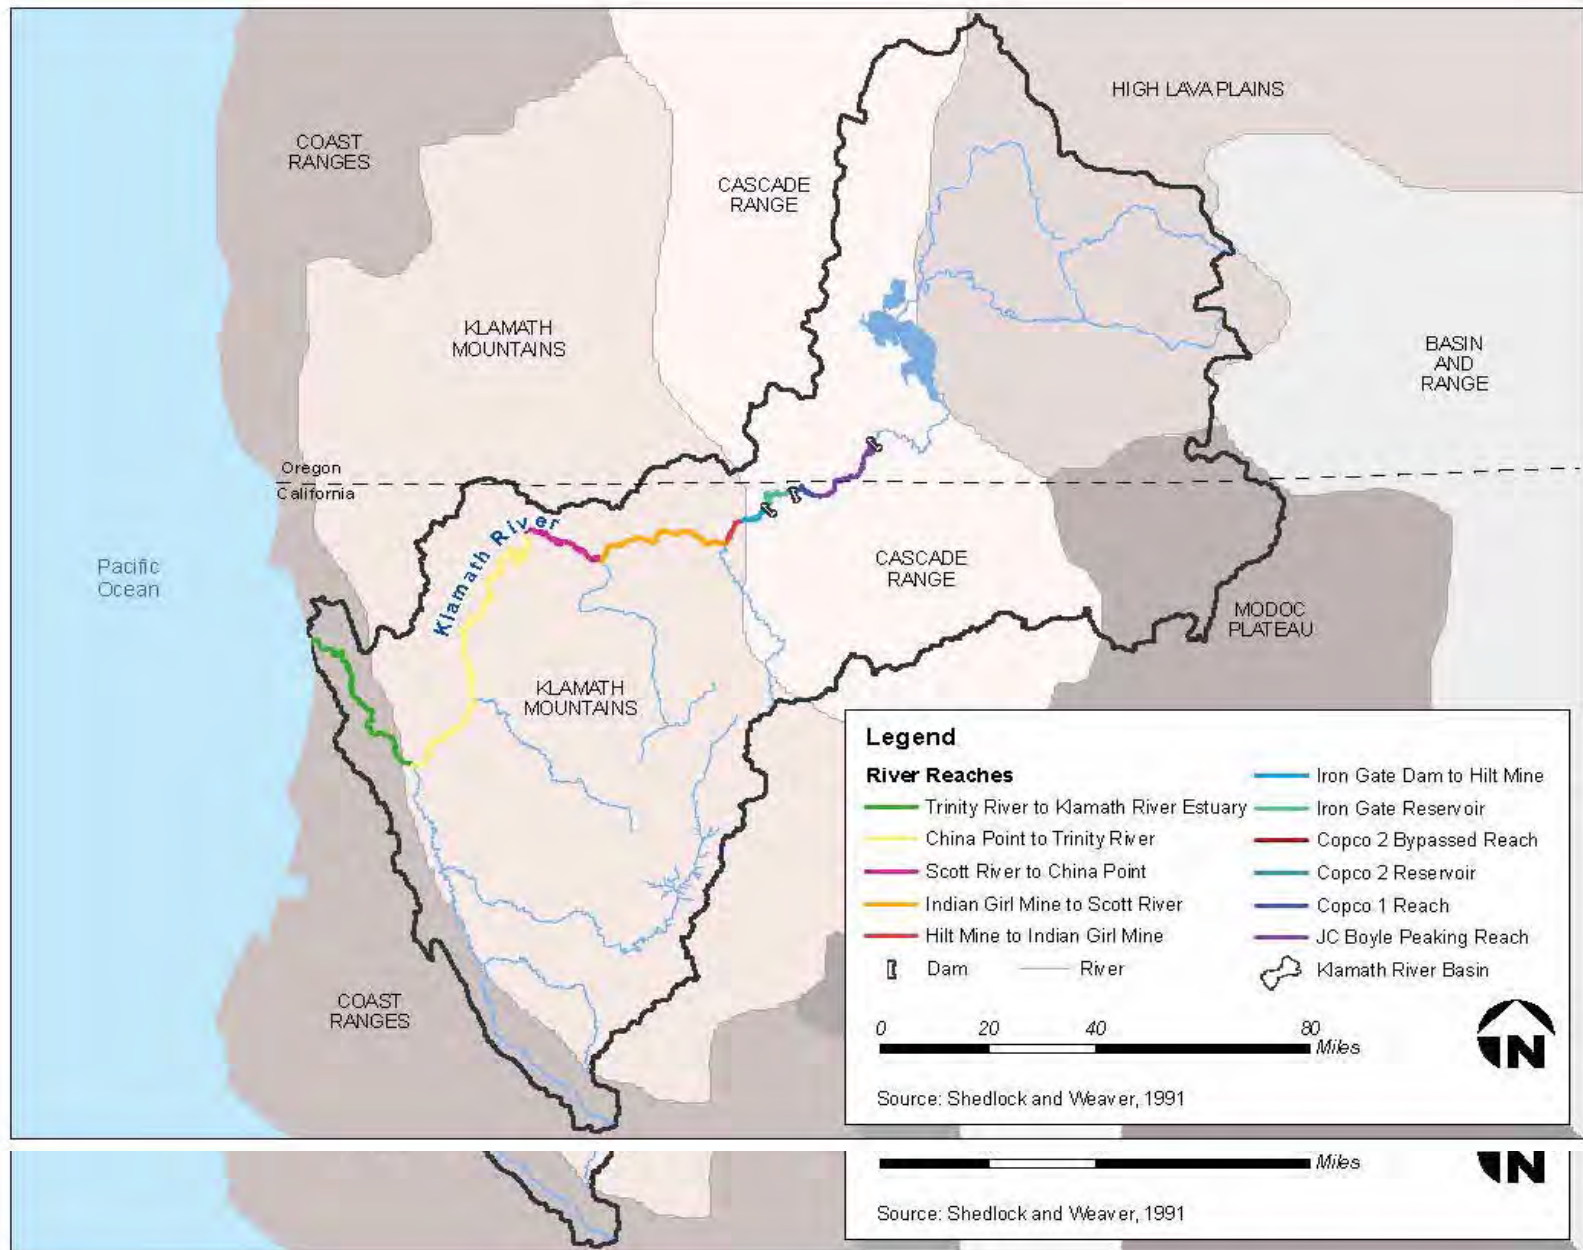 HIGH LAVA PLAINS
COAST
RANGES
CASCADE
RANGE
KLAMATH
MOUNTAINS
BASIN
AND
RANGE
Oregon
California
Klamath River
Pacific
Ocean
CASCADE
RANGE
MODOC
PLATEAU
KLAMATH
MOUNTAINS
COAST
RANGES
Legend
River Reaches
Trinity River to Klamath River Estuary
China Point to Trinity River
Scott River to China Point
Indian Girl Mine to Scott River
Hilt Mine to Indian Girl Mine
Dam
River
Iron Gate Dam to Hilt Mine
Iron Gate Reservoir
Copco 2 Bypassed Reach
Copco 2 Reservoir
Copco 1 Reach
JC Boyle Peaking Reach
Klamath River Basin
0 20 40 80
Miles
N
Source: Shedlock and Weaver, 1991
Miles
N
Source: Shedlock and Weaver, 1991